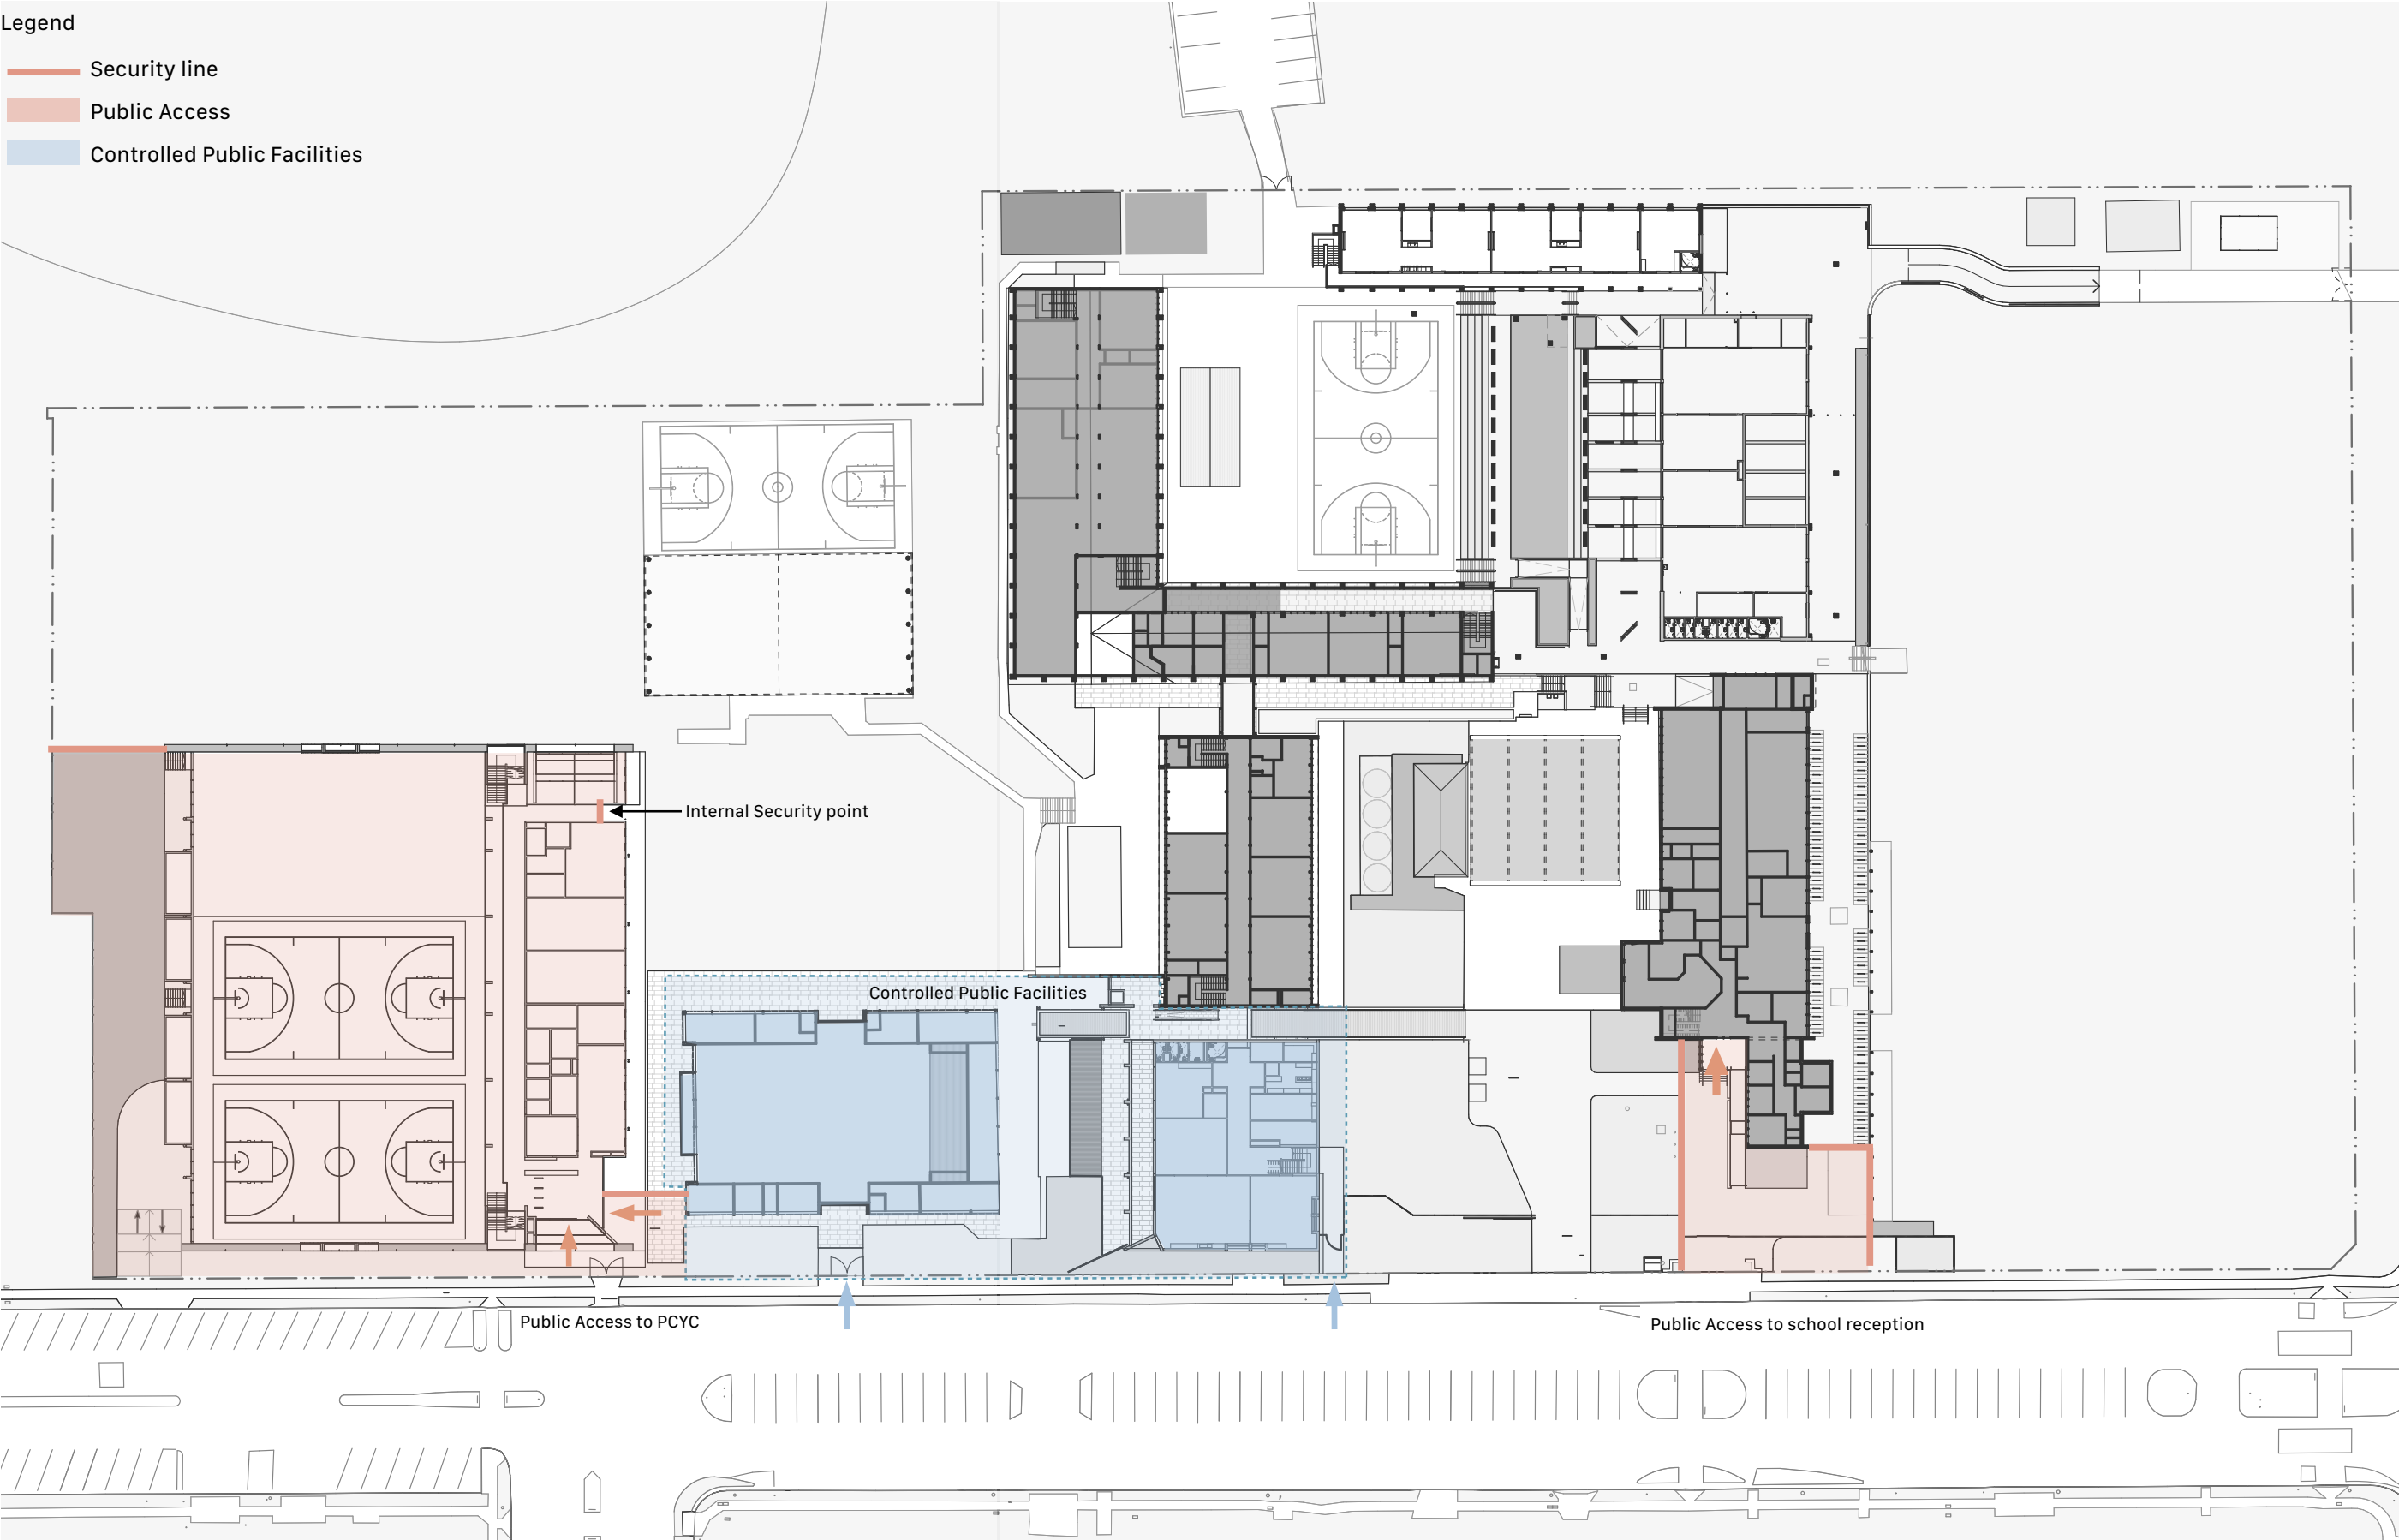 Legend
Security line
Public Access
Controlled Public Facilities
Internal Security point
Controlled Public Facilities
Public Access to PCYC
Public Access to school reception